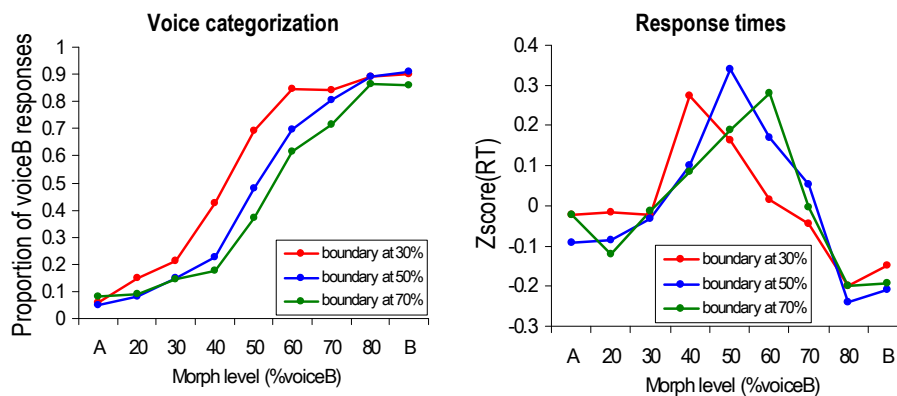 Voice categorization
Proportion of voiceB responses
1
0.9
0.8
0.7
0.6
0.5
0.4
0.3
0.2
0.1
0
boundary at 30%
boundary at 50%
boundary at 70%
A 20 30 40 50 60 70 80 B
Morph level (%voiceB)
Response times
Zscore(RT)
0.4
0.3
0.2
0.1
0
-0.1
-0.2
-0.3
boundary at 30%
boundary at 50%
boundary at 70%
A 20 30 40 50 60 70 80 B
Morph level (%voiceB)